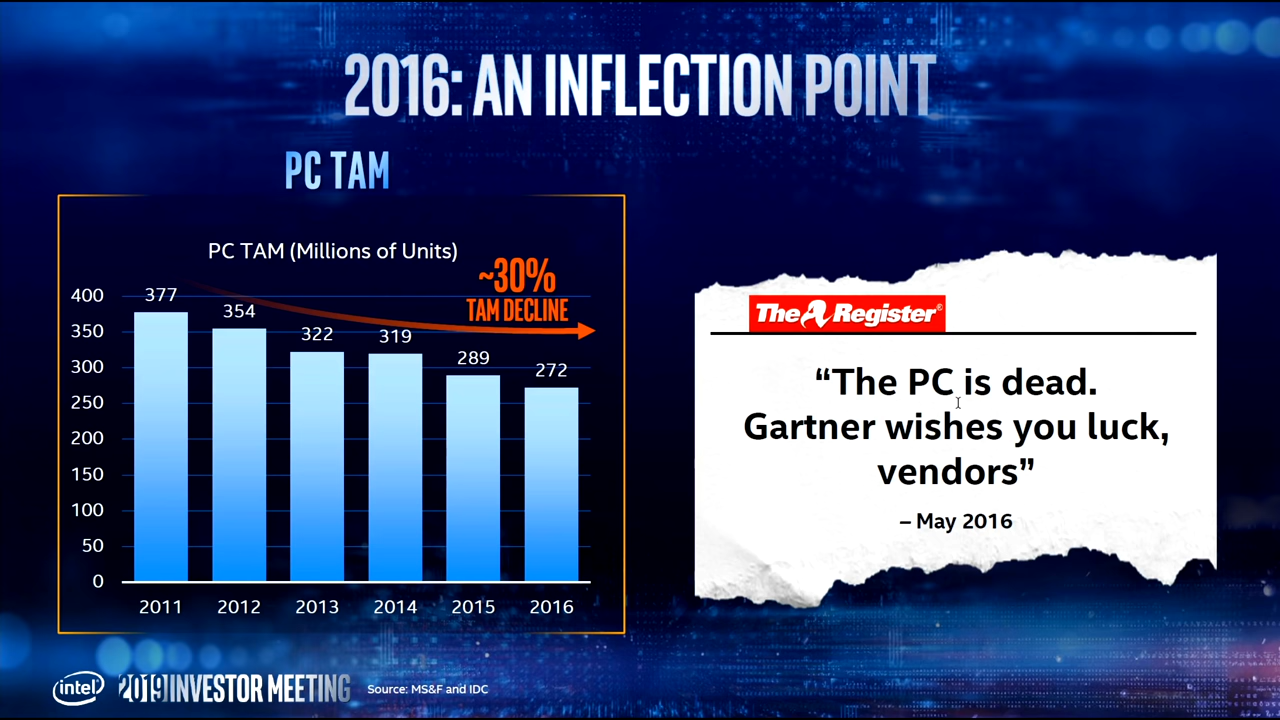 2016: AN INFLECTION POINT
PC TAM
PC TAM (Millions of Units)
~30%
TAM DECLINE
400
350
300
250
200
150
100
50
0
377
354
322
319
289
272
2011 2012 2013 2014 2015 2016
The Register®
“The PC is dead.
Gartner wishes you luck,
vendors”
– May 2016
intel 2019 INVESTOR MEETING Source: MS&F and IDC